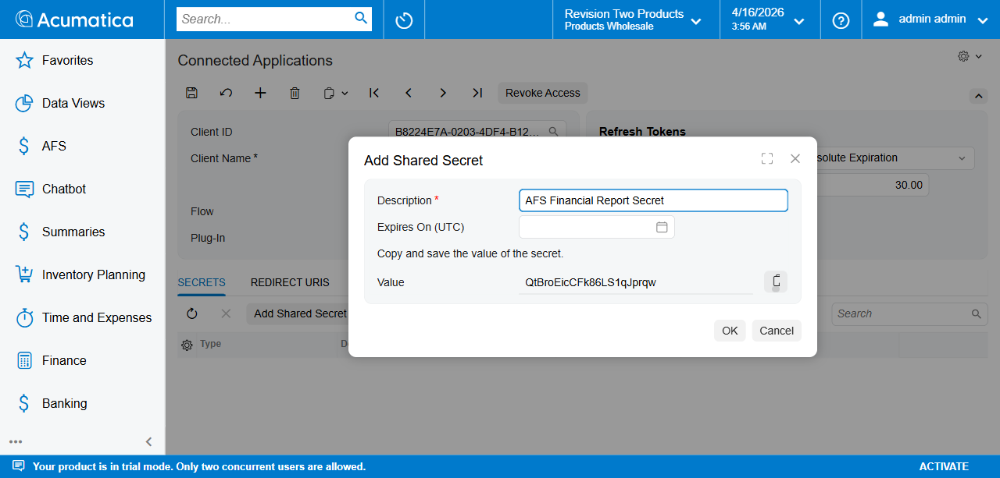 Acumatica
Search...
Revision Two Products
Products Wholesale
4/16/2026
3:56 AM
admin admin
Favorites
Data Views
AFS
Chatbot
Summaries
Inventory Planning
Time and Expenses
Finance
Banking
Connected Applications
Revoke Access
Client ID
B8224E7A-0203-4DF4-B12...
Client Name *
Flow
Plug-In
Refresh Tokens
solute Expiration
30.00
SECRETS
REDIRECT URIS
Add Shared Secret
Search
Type
Add Shared Secret
Description *
AFS Financial Report Secret
Expires On (UTC)
Copy and save the value of the secret.
Value
QtBroEicCFk86LS1qJprqw
OK
Cancel
Your product is in trial mode. Only two concurrent users are allowed.
ACTIVATE